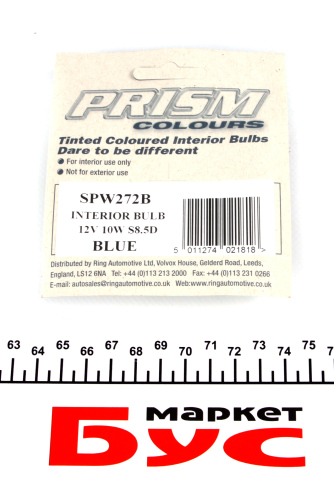 PRISM
COLOURS
Tinted Coloured Interior Bulbs
Dare to be different
• For interior use only
• Not for exterior use
SPW272B
INTERIOR BULB
12V 10W S8.5D
BLUE
5 011274 021818 >
Distributed by Ring Automotive Ltd, Volvox House, Gelderd Road, Leeds,
England, LS12 6NA Tel: +44 (0)113 213 2000 Fax: +44 (0)113 231 0266
E-mail: autosales@ringautomotive.co.uk Web:www.ringautomotive.co.uk
63 64 65 66 67 68 69 70 71 72 73 74 75
маркет
Бус